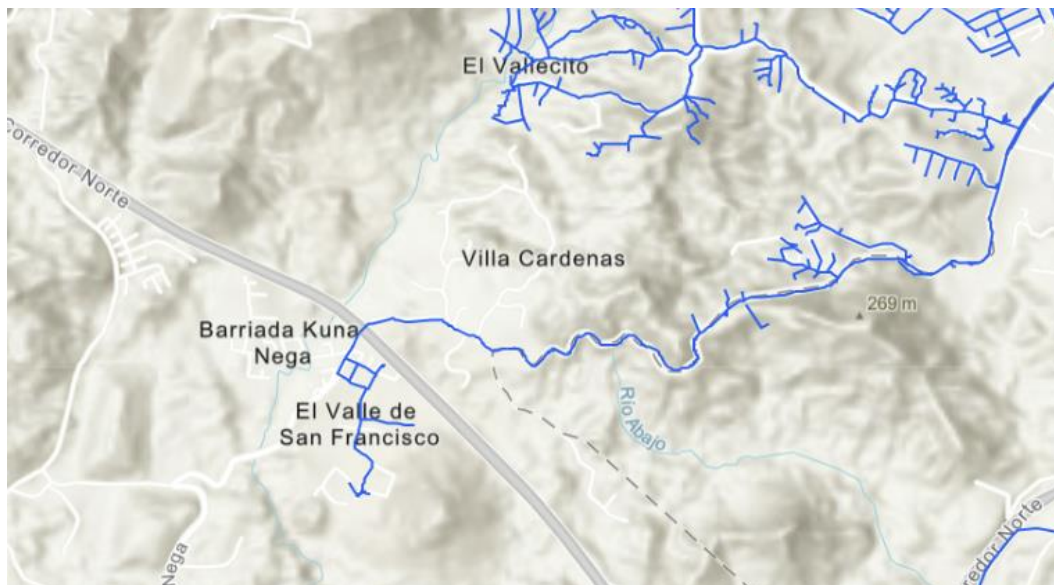 El Vallecito
Corredor Norte
Villa Cardenas
269 m
Barriada Kuna
Nega
El Valle de
San Francisco
Río Abajo
Nega
redor Norte